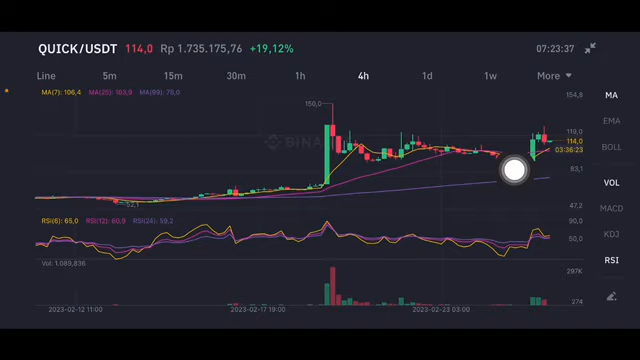 QUICK/USDT 114,0 Rp 1.735.175,76 +19,12% 07:23:37
Line 5m 15m 30m 1h 4h 1d 1w More
MA(7): 106,4 MA(25): 103,9 MA(99): 75,0
154,8
150,0
119,0
114,0
03:36:23
83,1
47,2
52,1
RSI(6): 65,0 RSI(12): 60,9 RSI(24): 59,2
90,0
50,0
Vol: 1.089,836
297K
274
2023-02-12 11:00 2023-02-17 19:00 2023-02-23 03:00
MA
EMA
BOLL
VOL
MACD
KDJ
RSI